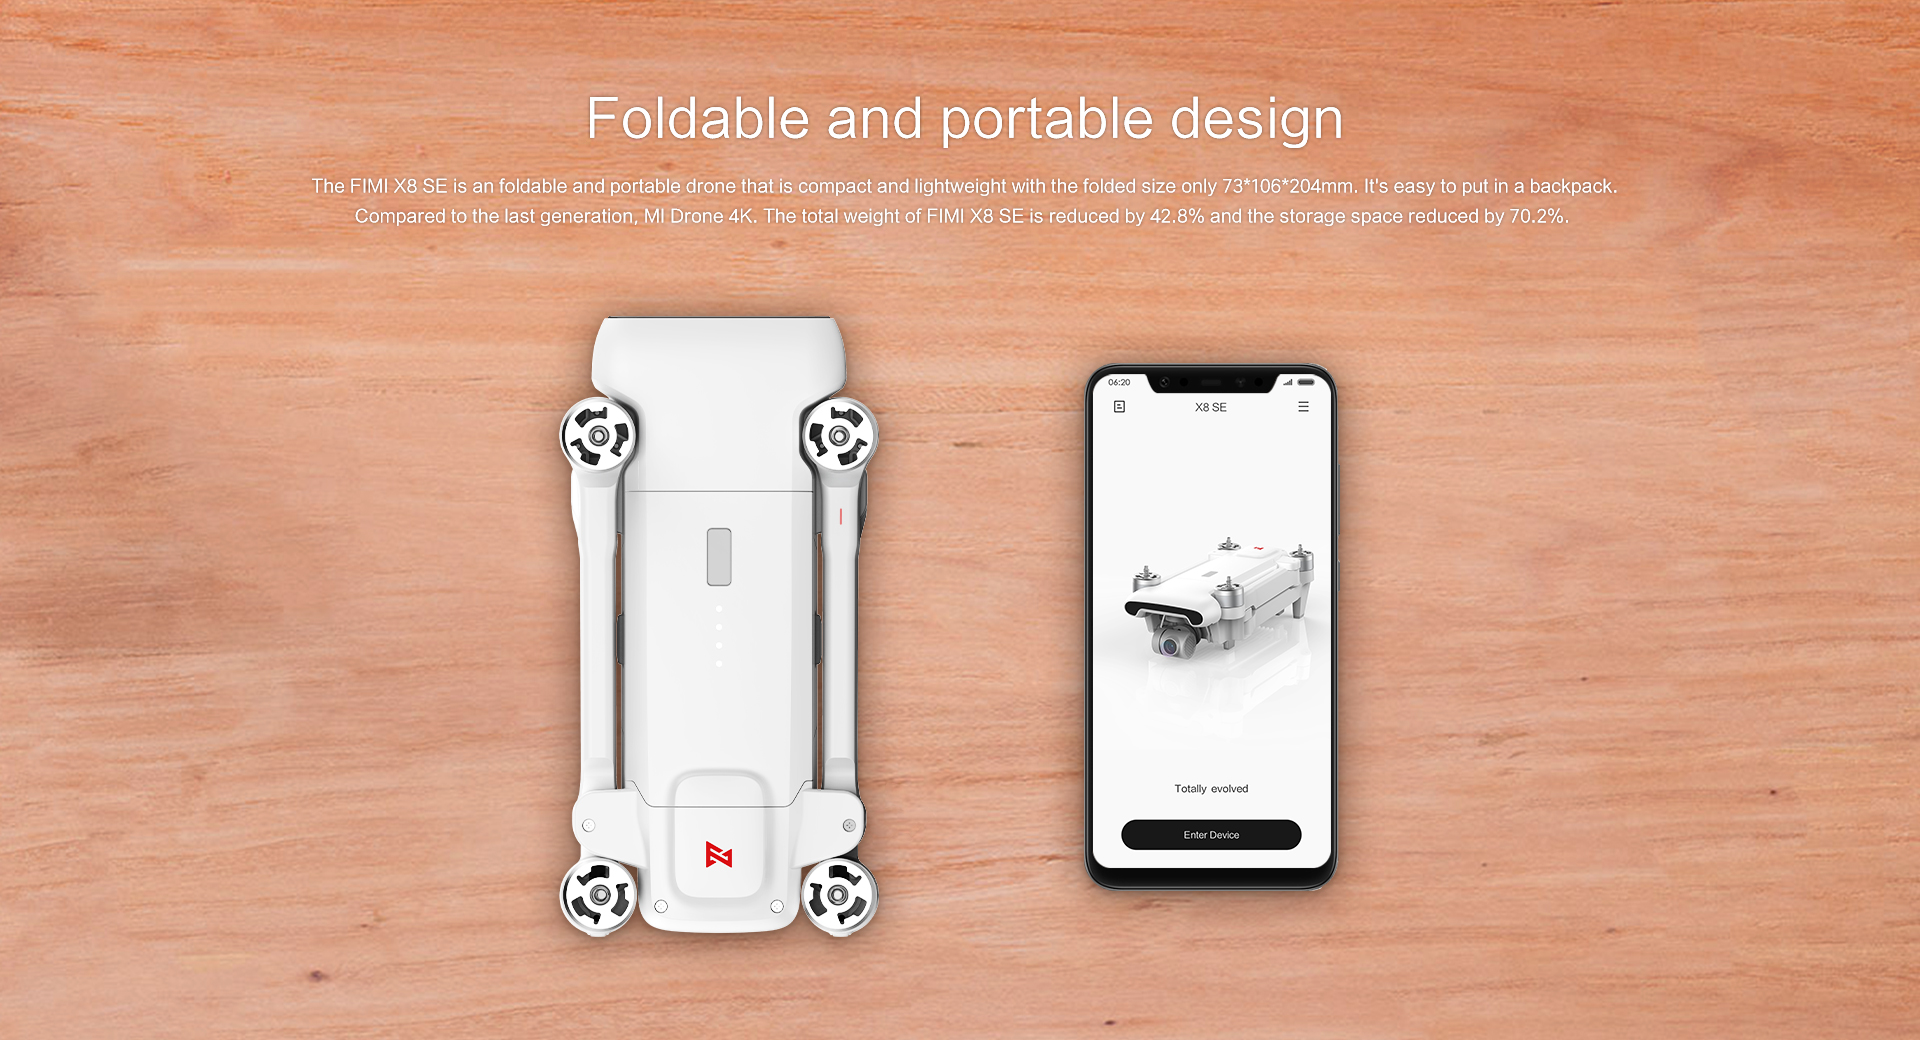 Foldable and portable design
The FIMI X8 SE is an foldable and portable drone that is compact and lightweight with the folded size only 73*106*204mm. It's easy to put in a backpack.
Compared to the last generation, MI Drone 4K. The total weight of FIMI X8 SE is reduced by 42.8% and the storage space reduced by 70.2%.
06:20
X8 SE
Totally evolved
Enter Device